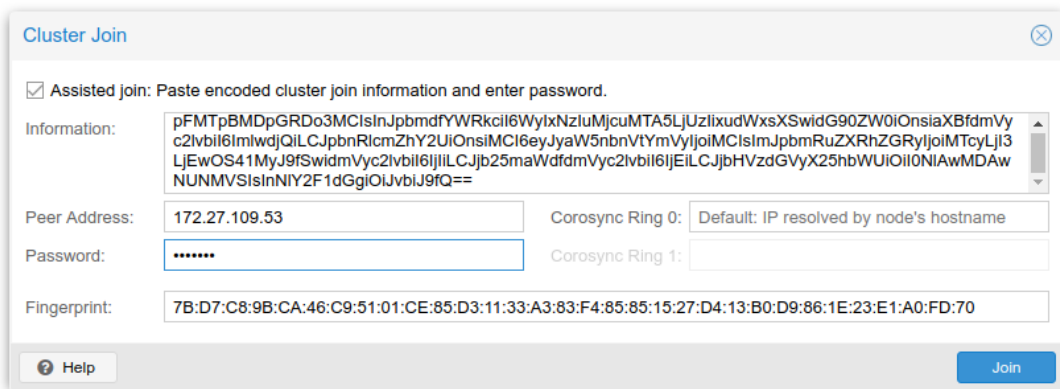 Cluster Join
Assisted join: Paste encoded cluster join information and enter password.
Information:
pFMTpBMDpGRDo3MCIsInJpbmdfYWRkciI6WyIxNzIuMjcuMTA5LjUzIixudWxsXSwidG90ZW0iOnsiaXBfdmVy
c2lvbiI6ImlwdjQiLCJpbnRlcmZhY2UiOnsiMCI6eyJyaW5nbnVtYmVyIjoiMCIsImJpbmRuZXRhZGRyIjoiMTcyLjI3
LjEwOS41MyJ9fSwidmVyc2lvbiI6IjIiLCJjb25maWdfdmVyc2lvbiI6IjEiLCJjbHVzdGVyX25hbWUiOiI0NlAwMDAw
NUNMVSIsInNlY2F1dGgiOiJvbiJ9fQ==
Peer Address: 172.27.109.53 Corosync Ring 0: Default: IP resolved by node's hostname
Password: ••••••• Corosync Ring 1:
Fingerprint: 7B:D7:C8:9B:CA:46:C9:51:01:CE:85:D3:11:33:A3:83:F4:85:85:15:27:D4:13:B0:D9:86:1E:23:E1:A0:FD:70
Help Join